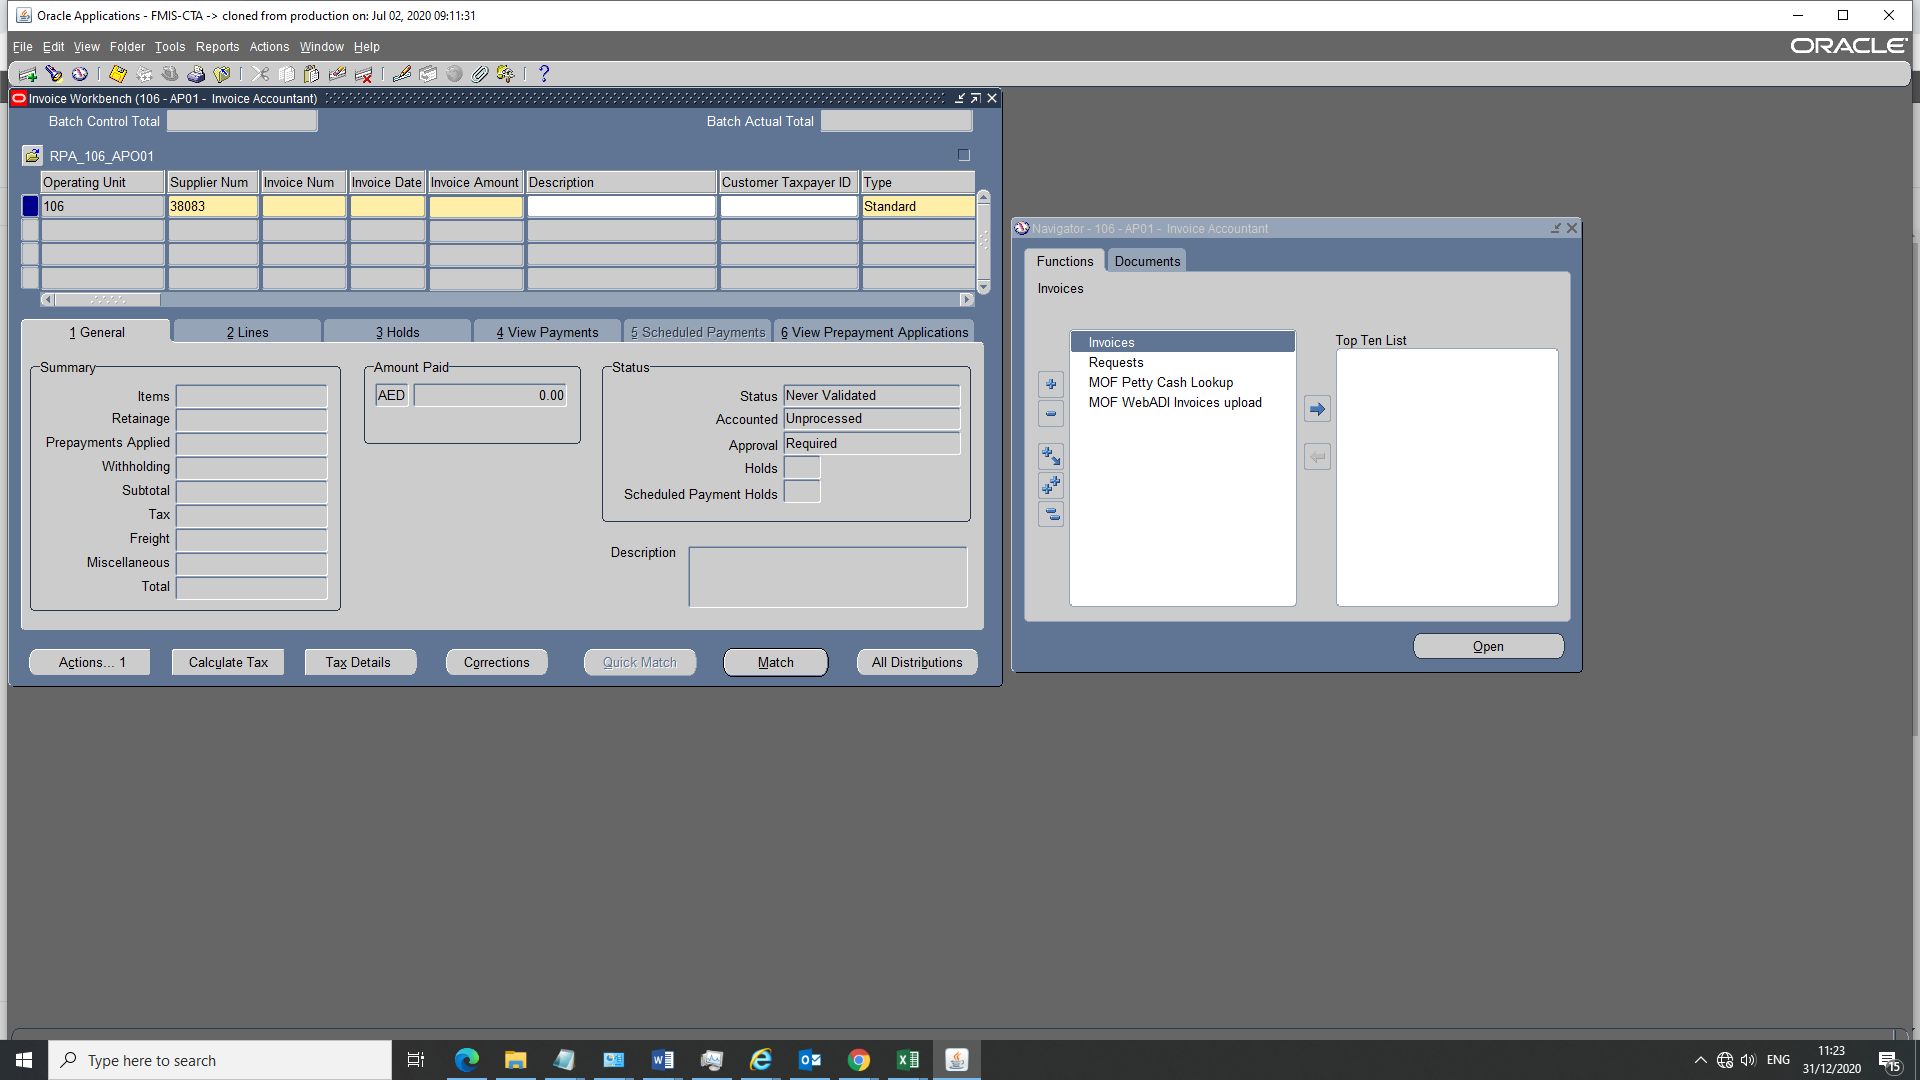 Oracle Applications - FMIS-CTA -> cloned from production on: Jul 02, 2020 09:11:31
File Edit View Folder Tools Reports Actions Window Help
ORACLE
Invoice Workbench (106 - AP01 - Invoice Accountant)
Batch Control Total
Batch Actual Total
RPA_106_APO01
Operating Unit Supplier Num Invoice Num Invoice Date Invoice Amount Description Customer Taxpayer ID Type
106 38083 Standard
1 General 2 Lines 3 Holds 4 View Payments 5 Scheduled Payments 6 View Prepayment Applications
Summary
Items
Retainage
Prepayments Applied
Withholding
Subtotal
Tax
Freight
Miscellaneous
Total
Amount Paid
AED 0.00
Status
Status Never Validated
Accounted Unprocessed
Approval Required
Holds
Scheduled Payment Holds
Description
Actions... 1 Calculate Tax Tax Details Corrections Quick Match Match All Distributions
Navigator - 106 - AP01 - Invoice Accountant
Functions Documents
Invoices
Invoices
Requests
MOF Petty Cash Lookup
MOF WebADI Invoices upload
Top Ten List
Open
Type here to search
ENG
11:23
31/12/2020
15